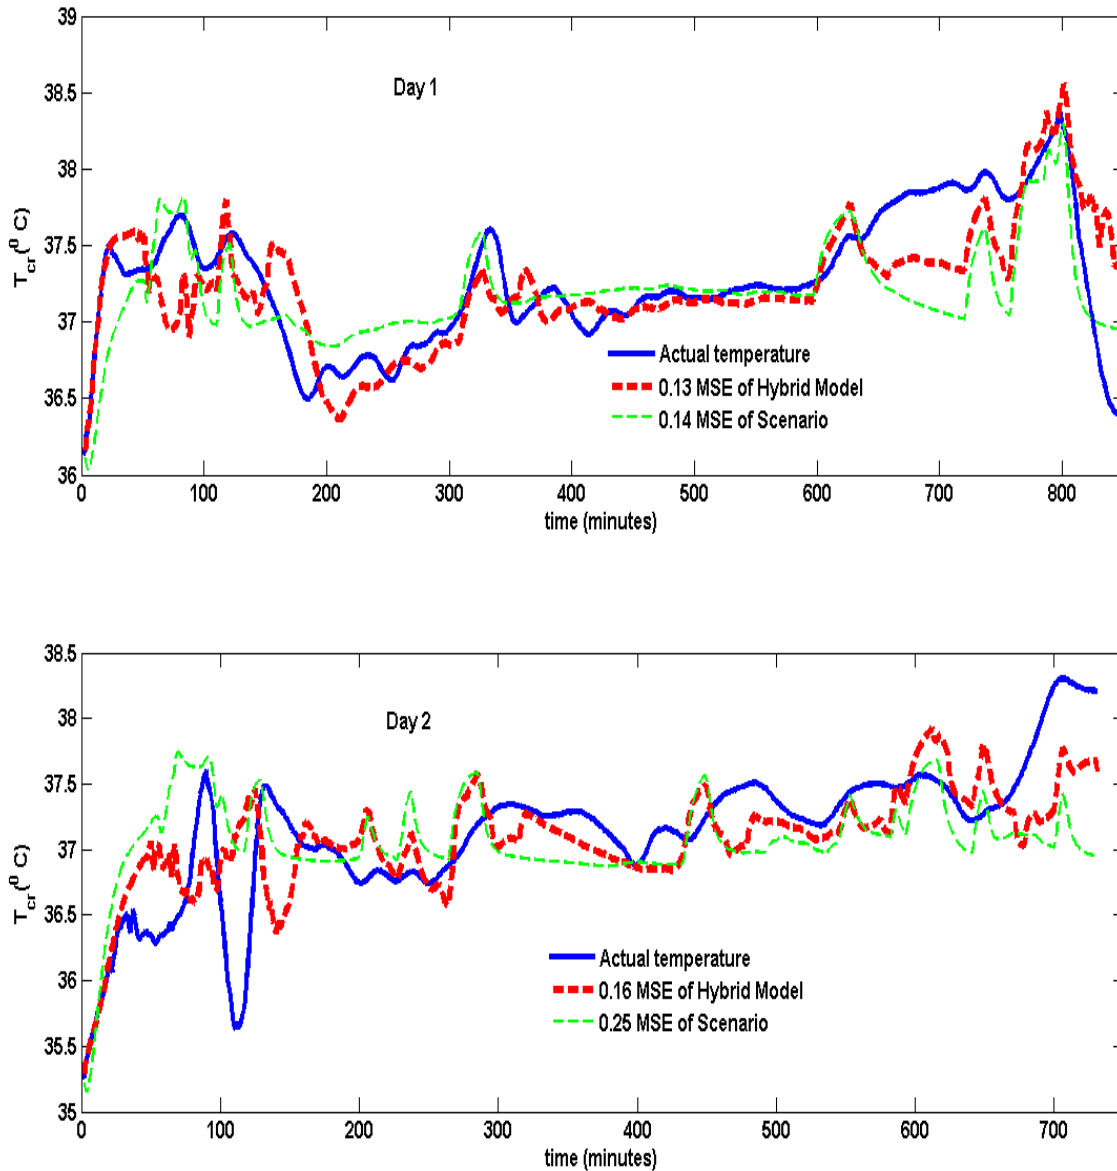 39
38.5
38
37.5
37
36.5
36
T_cr(⁰ C)
Day 1
Actual temperature
0.13 MSE of Hybrid Model
0.14 MSE of Scenario
0 100 200 300 400 500 600 700 800
time (minutes)
38.5
38
37.5
37
36.5
36
35.5
35
T_cr(⁰ C)
Day 2
Actual temperature
0.16 MSE of Hybrid Model
0.25 MSE of Scenario
0 100 200 300 400 500 600 700
time (minutes)